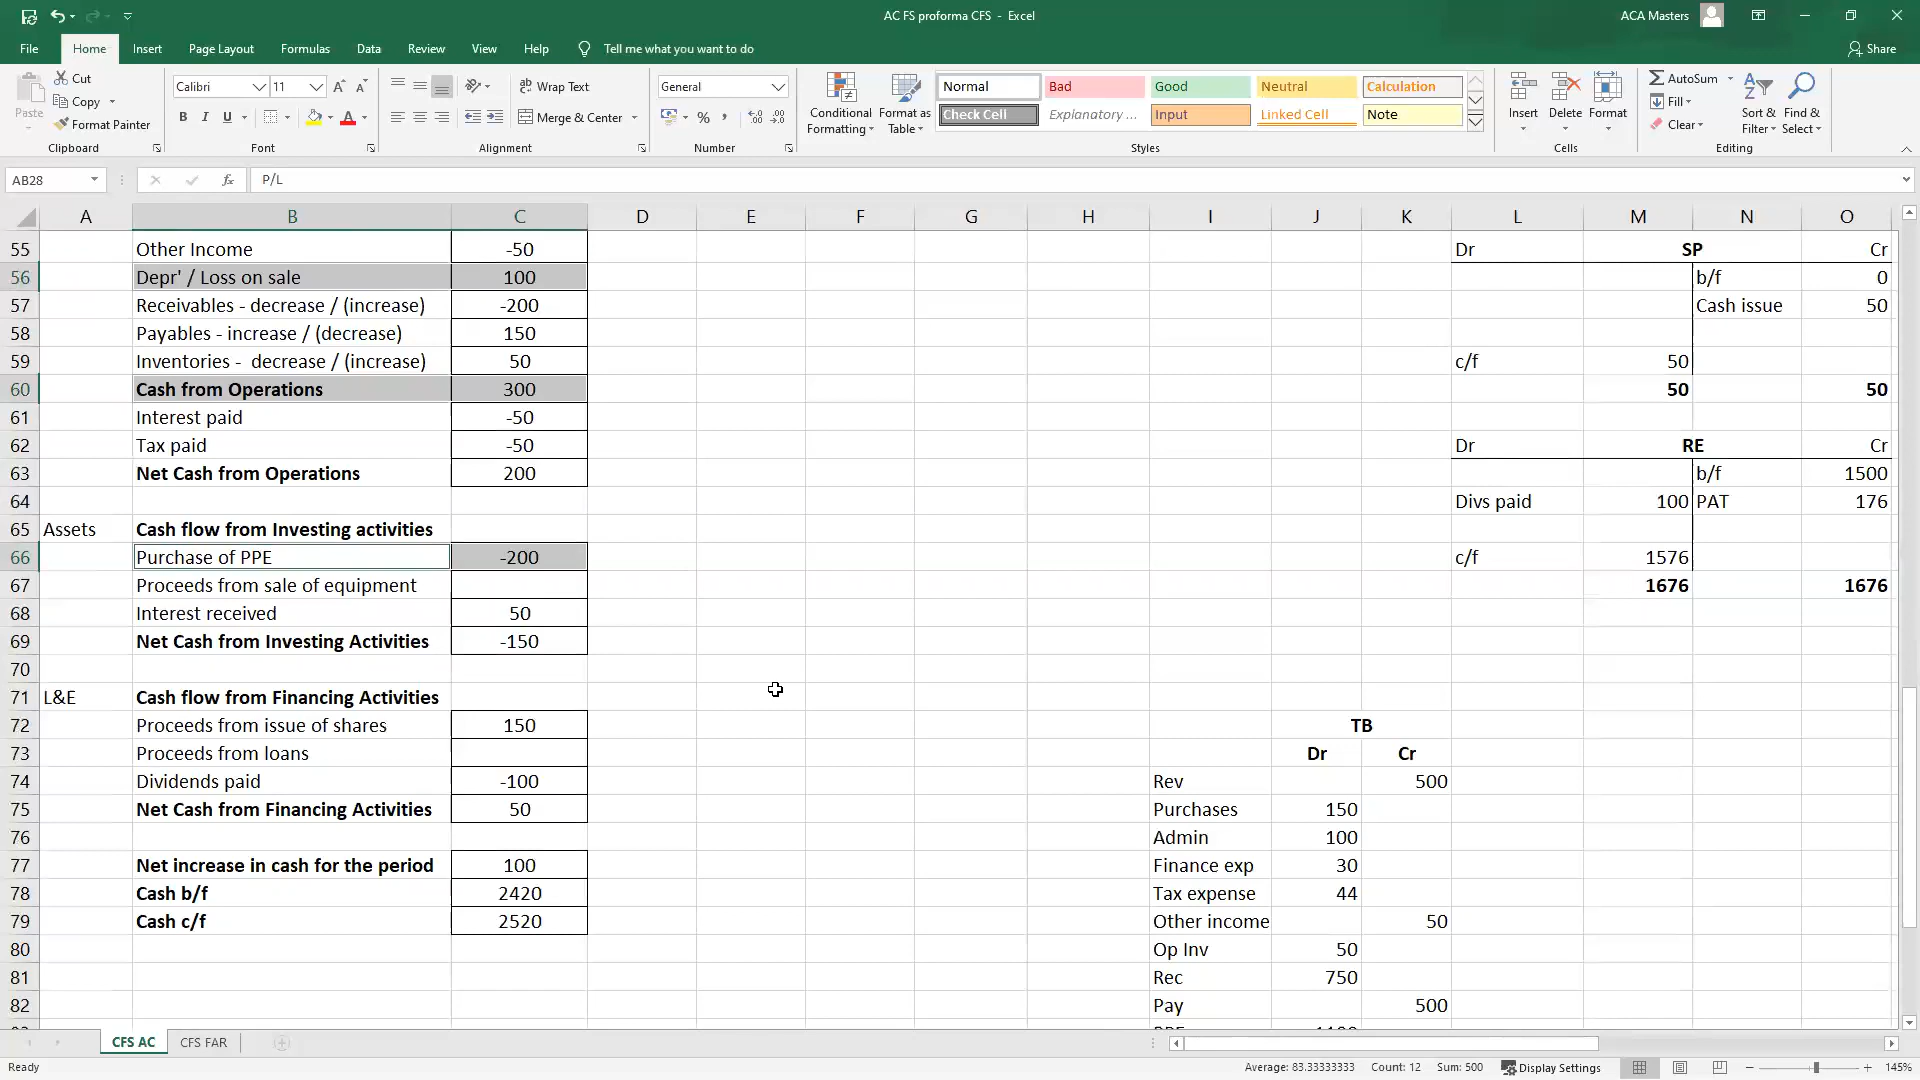 AC FS proforma CFS - Excel
ACA Masters
File Home Insert Page Layout Formulas Data Review View Help Tell me what you want to do Share
Paste
Cut
Copy
Format Painter
Clipboard
Calibri 11
B I U
Font
Wrap Text
Merge & Center
Alignment
General
%
Number
Conditional Formatting
Format as Table
Normal Bad Good Neutral Calculation
Check Cell Explanatory ... Input Linked Cell Note
Styles
Insert Delete Format
Cells
AutoSum
Fill
Clear
Sort & Filter
Find & Select
Editing
AB28 fx P/L
A B C D E F G H I J K L M N O
55 Other Income -50 Dr SP Cr
56 Depr' / Loss on sale 100 b/f 0
57 Receivables - decrease / (increase) -200 Cash issue 50
58 Payables - increase / (decrease) 150
59 Inventories - decrease / (increase) 50 c/f 50
60 Cash from Operations 300 50 50
61 Interest paid -50
62 Tax paid -50 Dr RE Cr
63 Net Cash from Operations 200 b/f 1500
64 Divs paid 100 PAT 176
65 Assets Cash flow from Investing activities
66 Purchase of PPE -200 c/f 1576
67 Proceeds from sale of equipment 1676 1676
68 Interest received 50
69 Net Cash from Investing Activities -150
70
71 L&E Cash flow from Financing Activities
72 Proceeds from issue of shares 150 TB
73 Proceeds from loans Dr Cr
74 Dividends paid -100 Rev 500
75 Net Cash from Financing Activities 50 Purchases 150
76 Admin 100
77 Net increase in cash for the period 100 Finance exp 30
78 Cash b/f 2420 Tax expense 44
79 Cash c/f 2520 Other income 50
80 Op Inv 50
81 Rec 750
82 Pay 500
CFS AC CFS FAR
Ready Average: 83.33333333 Count: 12 Sum: 500 Display Settings 145%